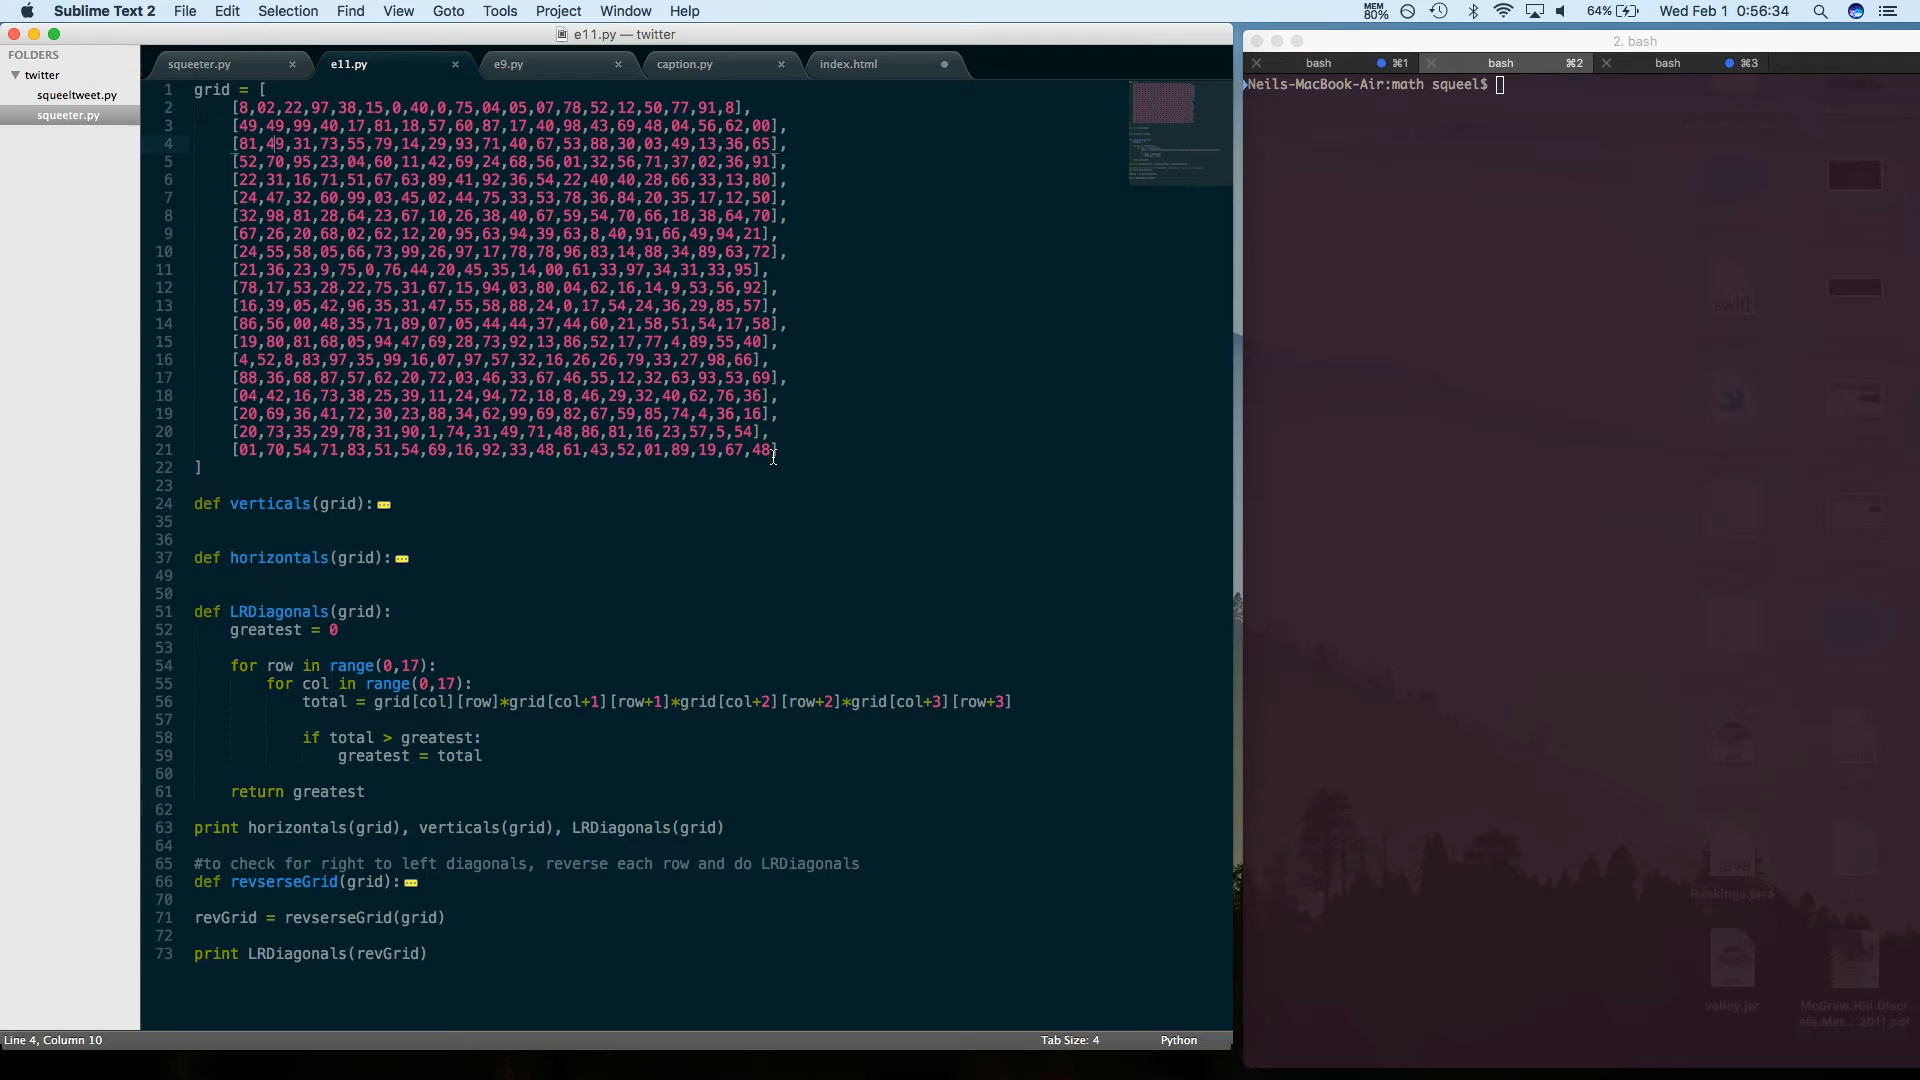 Sublime Text 2 File Edit Selection Find View Goto Tools Project Window Help MEM 80% 64% Wed Feb 1 0:56:34
e11.py — twitter
2. bash
FOLDERS
twitter
squeeltweet.py
squeeter.py
squeeter.py × e11.py × e9.py × caption.py × index.html
× bash ⌘1 × bash ⌘2 × bash ⌘3
Neils-MacBook-Air:math squeel$
1 grid = [
2 [8,02,22,97,38,15,0,40,0,75,04,05,07,78,52,12,50,77,91,8],
3 [49,49,99,40,17,81,18,57,60,87,17,40,98,43,69,48,04,56,62,00],
4 [81,49,31,73,55,79,14,29,93,71,40,67,53,88,30,03,49,13,36,65],
5 [52,70,95,23,04,60,11,42,69,24,68,56,01,32,56,71,37,02,36,91],
6 [22,31,16,71,51,67,63,89,41,92,36,54,22,40,40,28,66,33,13,80],
7 [24,47,32,60,99,03,45,02,44,75,33,53,78,36,84,20,35,17,12,50],
8 [32,98,81,28,64,23,67,10,26,38,40,67,59,54,70,66,18,38,64,70],
9 [67,26,20,68,02,62,12,20,95,63,94,39,63,8,40,91,66,49,94,21],
10 [24,55,58,05,66,73,99,26,97,17,78,78,96,83,14,88,34,89,63,72],
11 [21,36,23,9,75,0,76,44,20,45,35,14,00,61,33,97,34,31,33,95],
12 [78,17,53,28,22,75,31,67,15,94,03,80,04,62,16,14,9,53,56,92],
13 [16,39,05,42,96,35,31,47,55,58,88,24,0,17,54,24,36,29,85,57],
14 [86,56,00,48,35,71,89,07,05,44,44,37,44,60,21,58,51,54,17,58],
15 [19,80,81,68,05,94,47,69,28,73,92,13,86,52,17,77,4,89,55,40],
16 [4,52,8,83,97,35,99,16,07,97,57,32,16,26,26,79,33,27,98,66],
17 [88,36,68,87,57,62,20,72,03,46,33,67,46,55,12,32,63,93,53,69],
18 [04,42,16,73,38,25,39,11,24,94,72,18,8,46,29,32,40,62,76,36],
19 [20,69,36,41,72,30,23,88,34,62,99,69,82,67,59,85,74,4,36,16],
20 [20,73,35,29,78,31,90,1,74,31,49,71,48,86,81,16,23,57,5,54],
21 [01,70,54,71,83,51,54,69,16,92,33,48,61,43,52,01,89,19,67,48]
22 ]
23
24 def verticals(grid):
35
36
37 def horizontals(grid):
49
50
51 def LRDiagonals(grid):
52 greatest = 0
53
54 for row in range(0,17):
55 for col in range(0,17):
56 total = grid[col][row]*grid[col+1][row+1]*grid[col+2][row+2]*grid[col+3][row+3]
57
58 if total > greatest:
59 greatest = total
60
61 return greatest
62
63 print horizontals(grid), verticals(grid), LRDiagonals(grid)
64
65 #to check for right to left diagonals, reverse each row and do LRDiagonals
66 def revserseGrid(grid):
70
71 revGrid = revserseGrid(grid)
72
73 print LRDiagonals(revGrid)
swift
Rankings.java
volley.jar
McGraw.Hill.Discr
ete.Mat... 2011.pdf
Line 4, Column 10 Tab Size: 4 Python